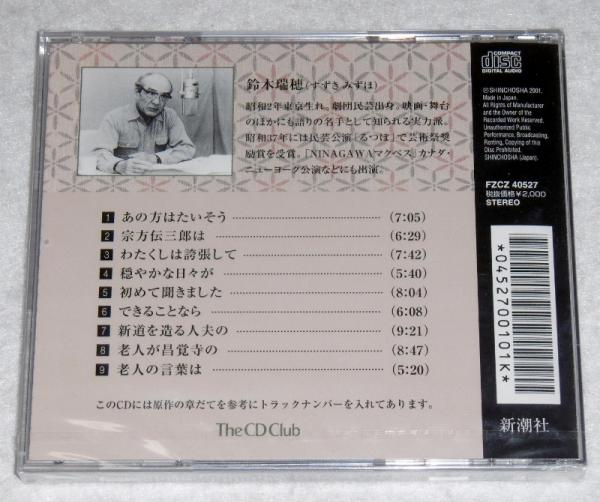 鈴木瑞穂(すずきみずほ)
昭和2年東京生れ。劇団民芸出身。映画・舞台
のほかにも語りの名手として知られる実力派。
昭和37年には民芸公演『るつぼ』で芸術祭奨
励賞を受賞。『NINAGAWAマクベス』カナダ・
ニューヨーク公演などにも出演。
1 あの方はたいそう (7:05)
2 宗方伝三郎は (6:29)
3 わたくしは誇張して (7:42)
4 穏やかな日々が (5:40)
5 初めて聞きました (8:04)
6 できることなら (6:08)
7 新道を造る人夫の (9:21)
8 老人が昌覚寺の (8:47)
9 老人の言葉は (5:20)
このCDには原作の章だてを参考にトラックナンバーを入れてあります。
The CD Club
COMPACT
disc
DIGITAL AUDIO
Ⓟ©SHINCHOSHA 2001.
Made in Japan.
All Rights of Manufacturer
and the Owner of the
Recorded Work Reserved.
Unauthorized Public
Performance, Broadcasting,
Renting, Copying of this
Disc Prohibited.
SHINCHOSHA (Japan).
FZCZ 40527
税抜価格¥2,000
STEREO
*0452700101K*
新潮社